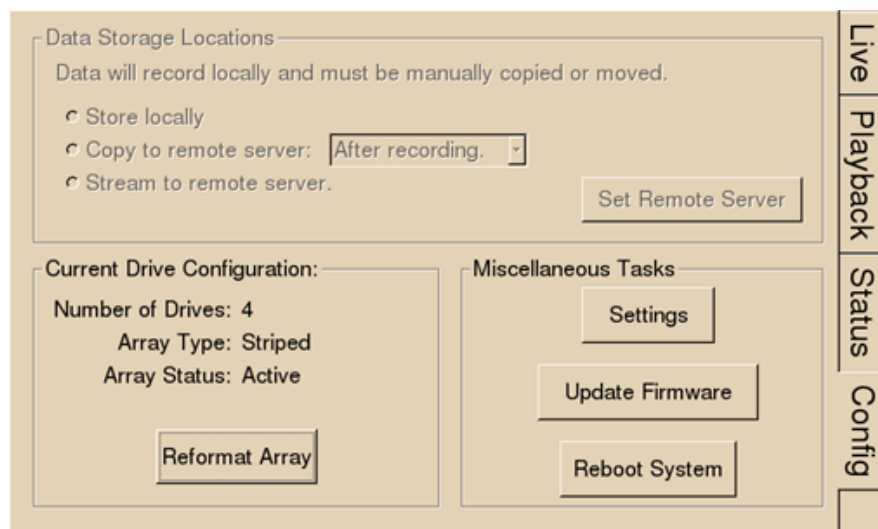 Data Storage Locations
Data will record locally and must be manually copied or moved.
Store locally
Copy to remote server: After recording.
Stream to remote server.
Set Remote Server
Current Drive Configuration:
Number of Drives: 4
Array Type: Striped
Array Status: Active
Reformat Array
Miscellaneous Tasks
Settings
Update Firmware
Reboot System
Live
Playback
Status
Config